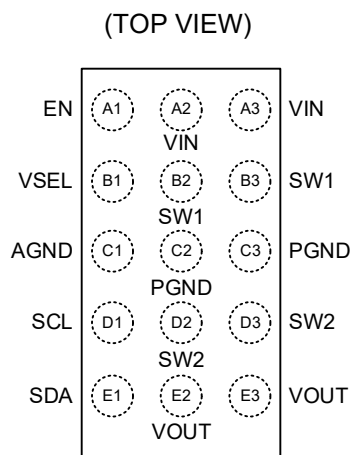 (TOP VIEW)
EN A1 A2 A3 VIN
VIN
VSEL B1 B2 B3 SW1
SW1
AGND C1 C2 C3 PGND
PGND
SCL D1 D2 D3 SW2
SW2
SDA E1 E2 E3 VOUT
VOUT